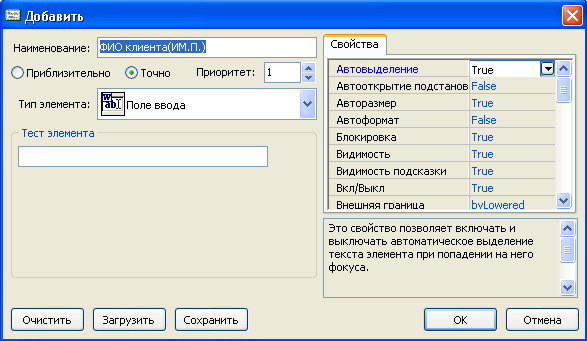 Добавить
Наименование: ФИО клиента(ИМ.П.)
Приблизительно Точно Приоритет: 1
Тип элемента: Поле ввода
Тест элемента
Свойства
Автовыделение True
Автооткрытие подстанов False
Авторазмер True
Автоформат False
Блокировка True
Видимость True
Видимость подсказки True
Вкл/Выкл True
Внешняя граница bvLowered
Это свойство позволяет включать и
выключать автоматическое выделение
текста элемента при попадании на него
фокуса.
Очистить Загрузить Сохранить OK Отмена